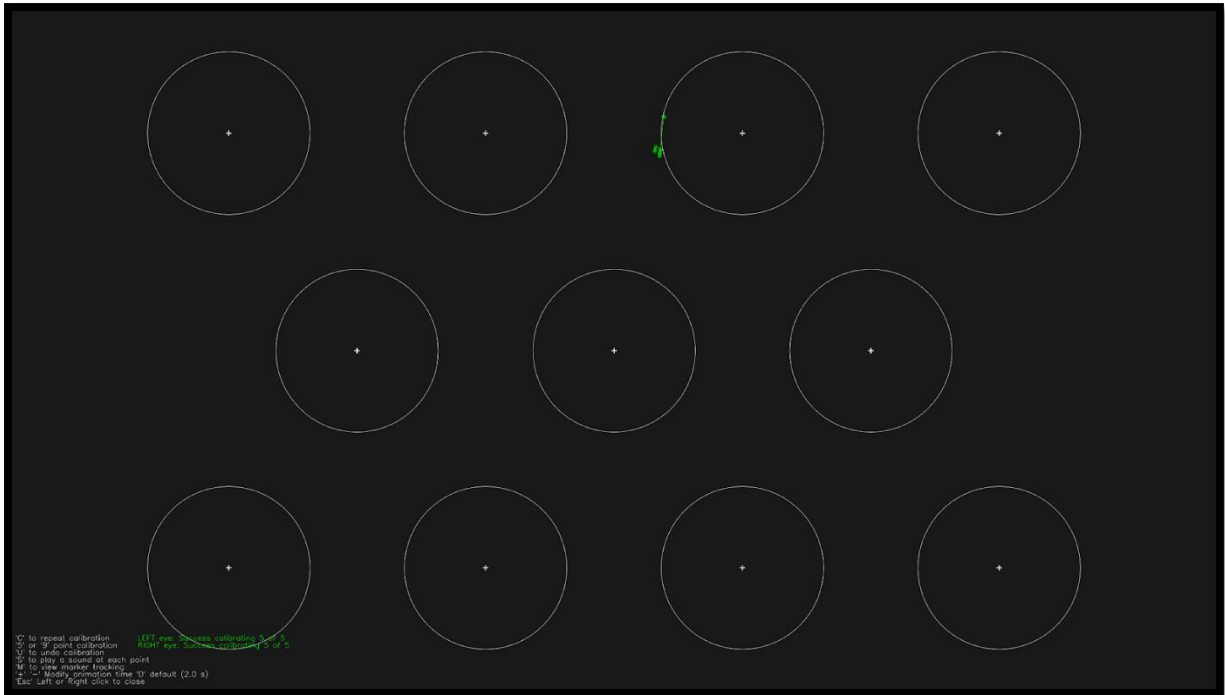 'C' to repeat calibration LEFT eye: Success calibrating 5 of 5
'5' or '9' point calibration RIGHT eye: Success calibrating 5 of 5
'U' to undo calibration
'S' to play a sound at each point
'M' to view marker tracking
'+' '-' Modify animation time 'D' default (2.0 s)
'Esc' Left or Right click to close